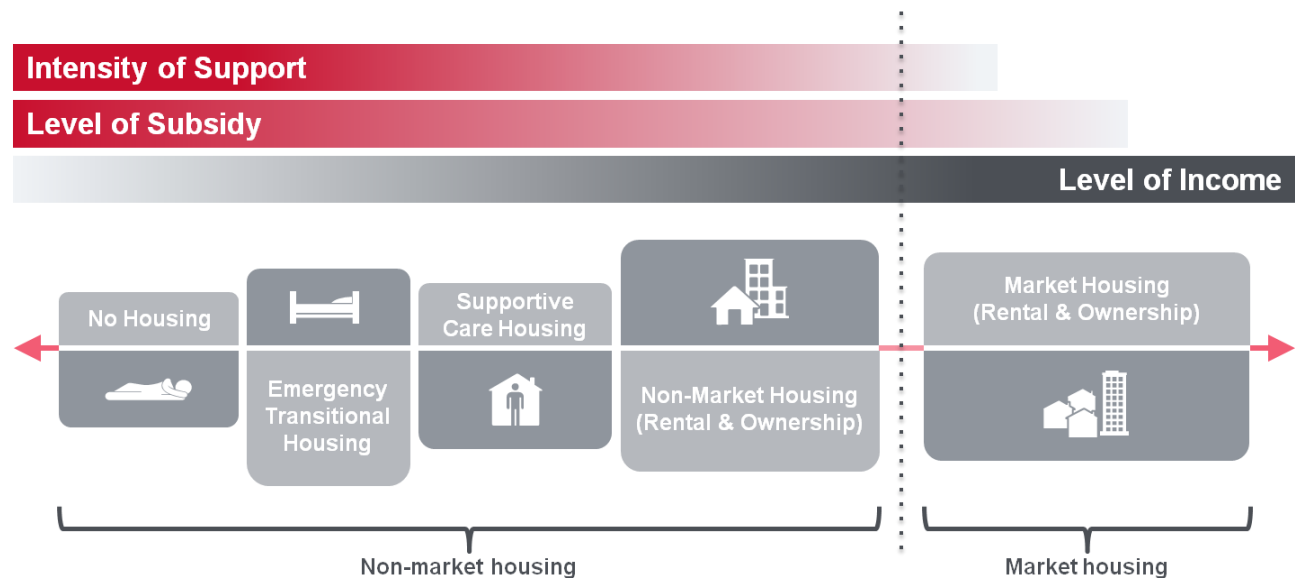 Intensity of Support
Level of Subsidy
Level of Income
No Housing
Emergency
Transitional
Housing
Supportive
Care Housing
Non-Market Housing
(Rental & Ownership)
Market Housing
(Rental & Ownership)
Non-market housing
Market housing